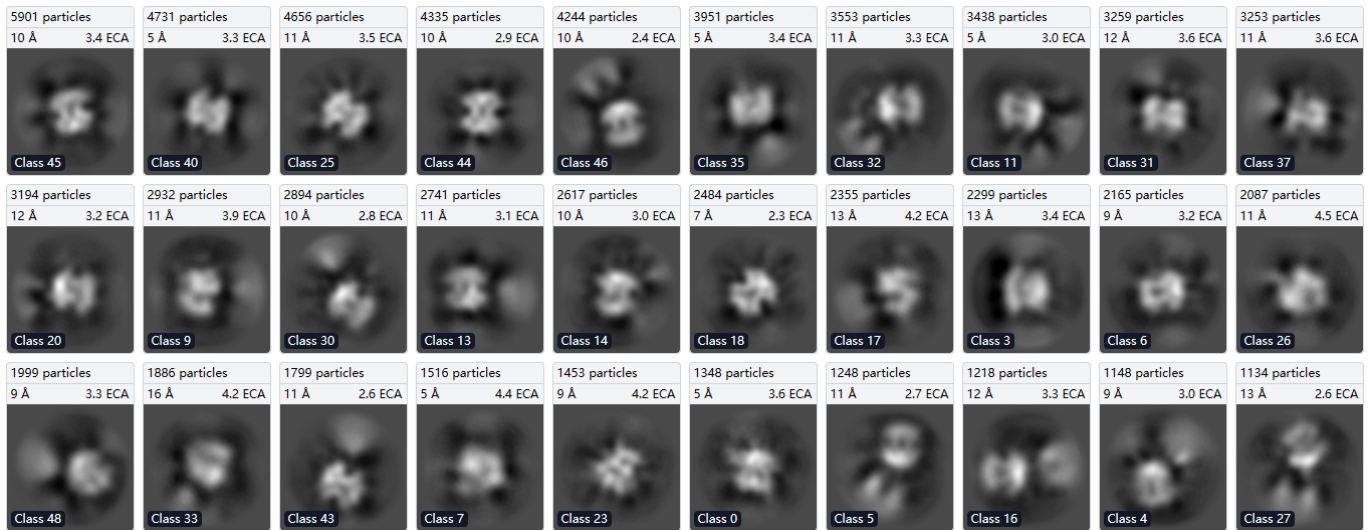 5901 particles 4731 particles 4656 particles 4335 particles 4244 particles 3951 particles 3553 particles 3438 particles 3259 particles 3253 particles
10 Å 3.4 ECA 5 Å 3.3 ECA 11 Å 3.5 ECA 10 Å 2.9 ECA 10 Å 2.4 ECA 5 Å 3.4 ECA 11 Å 3.3 ECA 5 Å 3.0 ECA 12 Å 3.6 ECA 11 Å 3.6 ECA
Class 45 Class 40 Class 25 Class 44 Class 46 Class 35 Class 32 Class 11 Class 31 Class 37
3194 particles 2932 particles 2894 particles 2741 particles 2617 particles 2484 particles 2355 particles 2299 particles 2165 particles 2087 particles
12 Å 3.2 ECA 11 Å 3.9 ECA 10 Å 2.8 ECA 11 Å 3.1 ECA 10 Å 3.0 ECA 7 Å 2.3 ECA 13 Å 4.2 ECA 13 Å 3.4 ECA 9 Å 3.2 ECA 11 Å 4.5 ECA
Class 20 Class 9 Class 30 Class 13 Class 14 Class 18 Class 17 Class 3 Class 6 Class 26
1999 particles 1886 particles 1799 particles 1516 particles 1453 particles 1348 particles 1248 particles 1218 particles 1148 particles 1134 particles
9 Å 3.3 ECA 16 Å 4.2 ECA 11 Å 2.6 ECA 5 Å 4.4 ECA 9 Å 4.2 ECA 5 Å 3.6 ECA 11 Å 2.7 ECA 12 Å 3.3 ECA 9 Å 3.0 ECA 13 Å 2.6 ECA
Class 48 Class 33 Class 43 Class 7 Class 23 Class 0 Class 5 Class 16 Class 4 Class 27